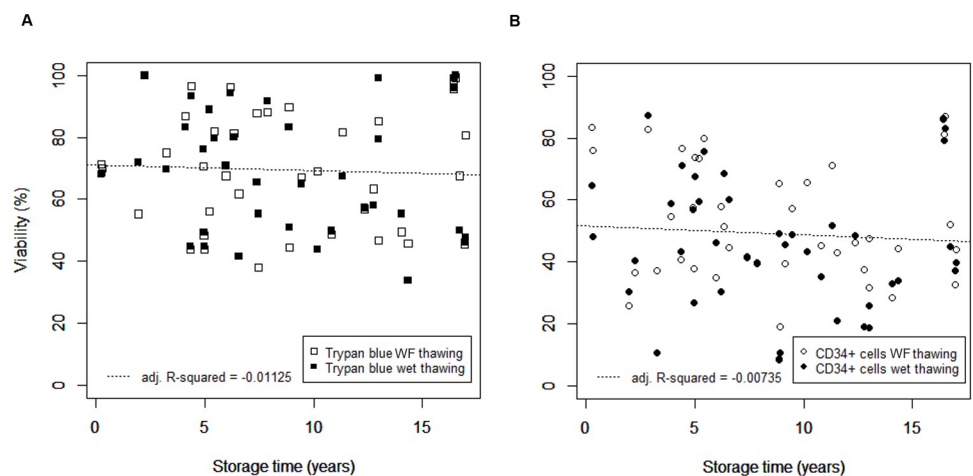 A
B
100
80
60
40
20
0
Viability (%)
Trypan blue WF thawing
Trypan blue wet thawing
adj. R-squared = -0.01125
0 5 10 15
Storage time (years)
100
80
60
40
20
0
CD34+ cells WF thawing
CD34+ cells wet thawing
adj. R-squared = -0.00735
0 5 10 15
Storage time (years)